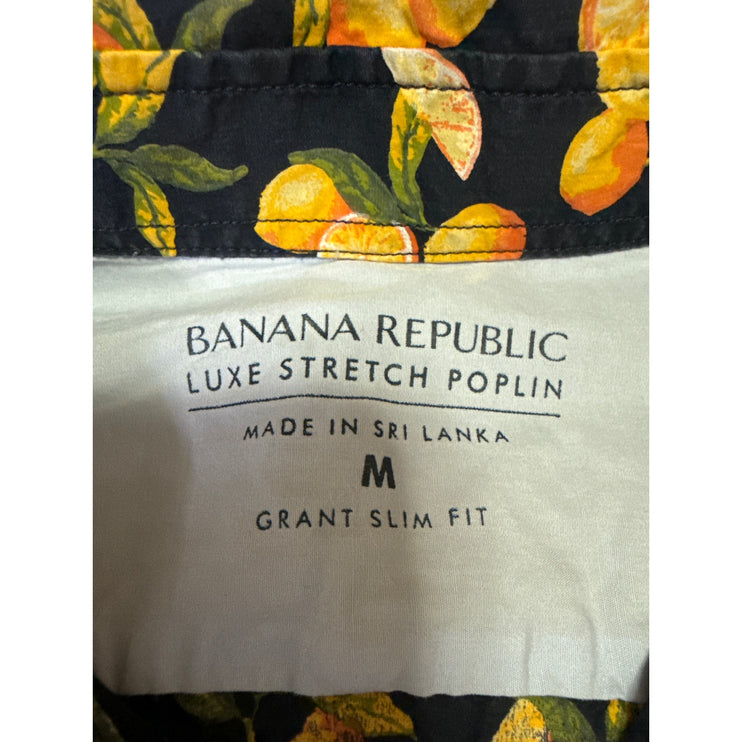 BANANA REPUBLIC
LUXE STRETCH POPLIN
MADE IN SRI LANKA
M
GRANT SLIM FIT